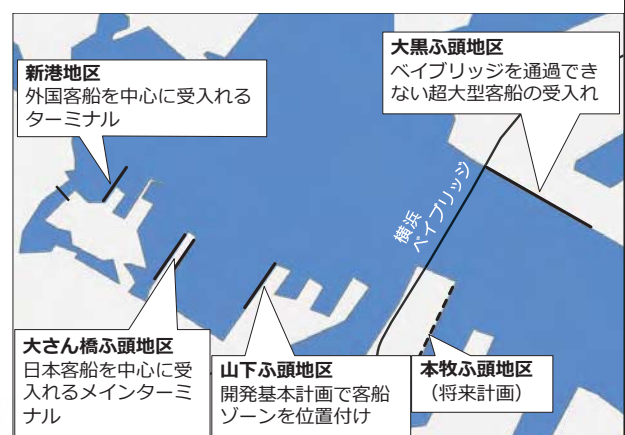 新港地区
外国客船を中心に受入れる
ターミナル
大黒ふ頭地区
ベイブリッジを通過でき
ない超大型客船の受入れ
横浜
ベイブリッジ
大さん橋ふ頭地区
日本客船を中心に受
入れるメインターミ
ナル
山下ふ頭地区
開発基本計画で客船
ゾーンを位置付け
本牧ふ頭地区
（将来計画）